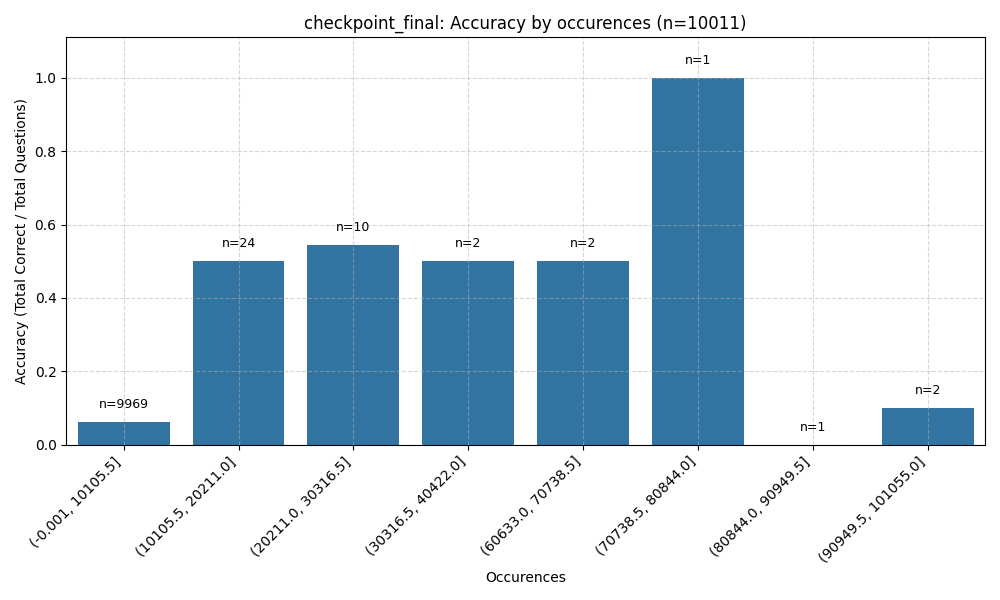 checkpoint_final: Accuracy by occurences (n=10011)
Accuracy (Total Correct / Total Questions)
1.0
0.8
0.6
0.4
0.2
0.0
n=9969
n=24
n=10
n=2
n=2
n=1
n=1
n=2
(-0.001, 10105.5]
(10105.5, 20211.0]
(20211.0, 30316.5]
(30316.5, 40422.0]
(60633.0, 70738.5]
(70738.5, 80844.0]
(80844.0, 90949.5]
(90949.5, 101055.0]
Occurences